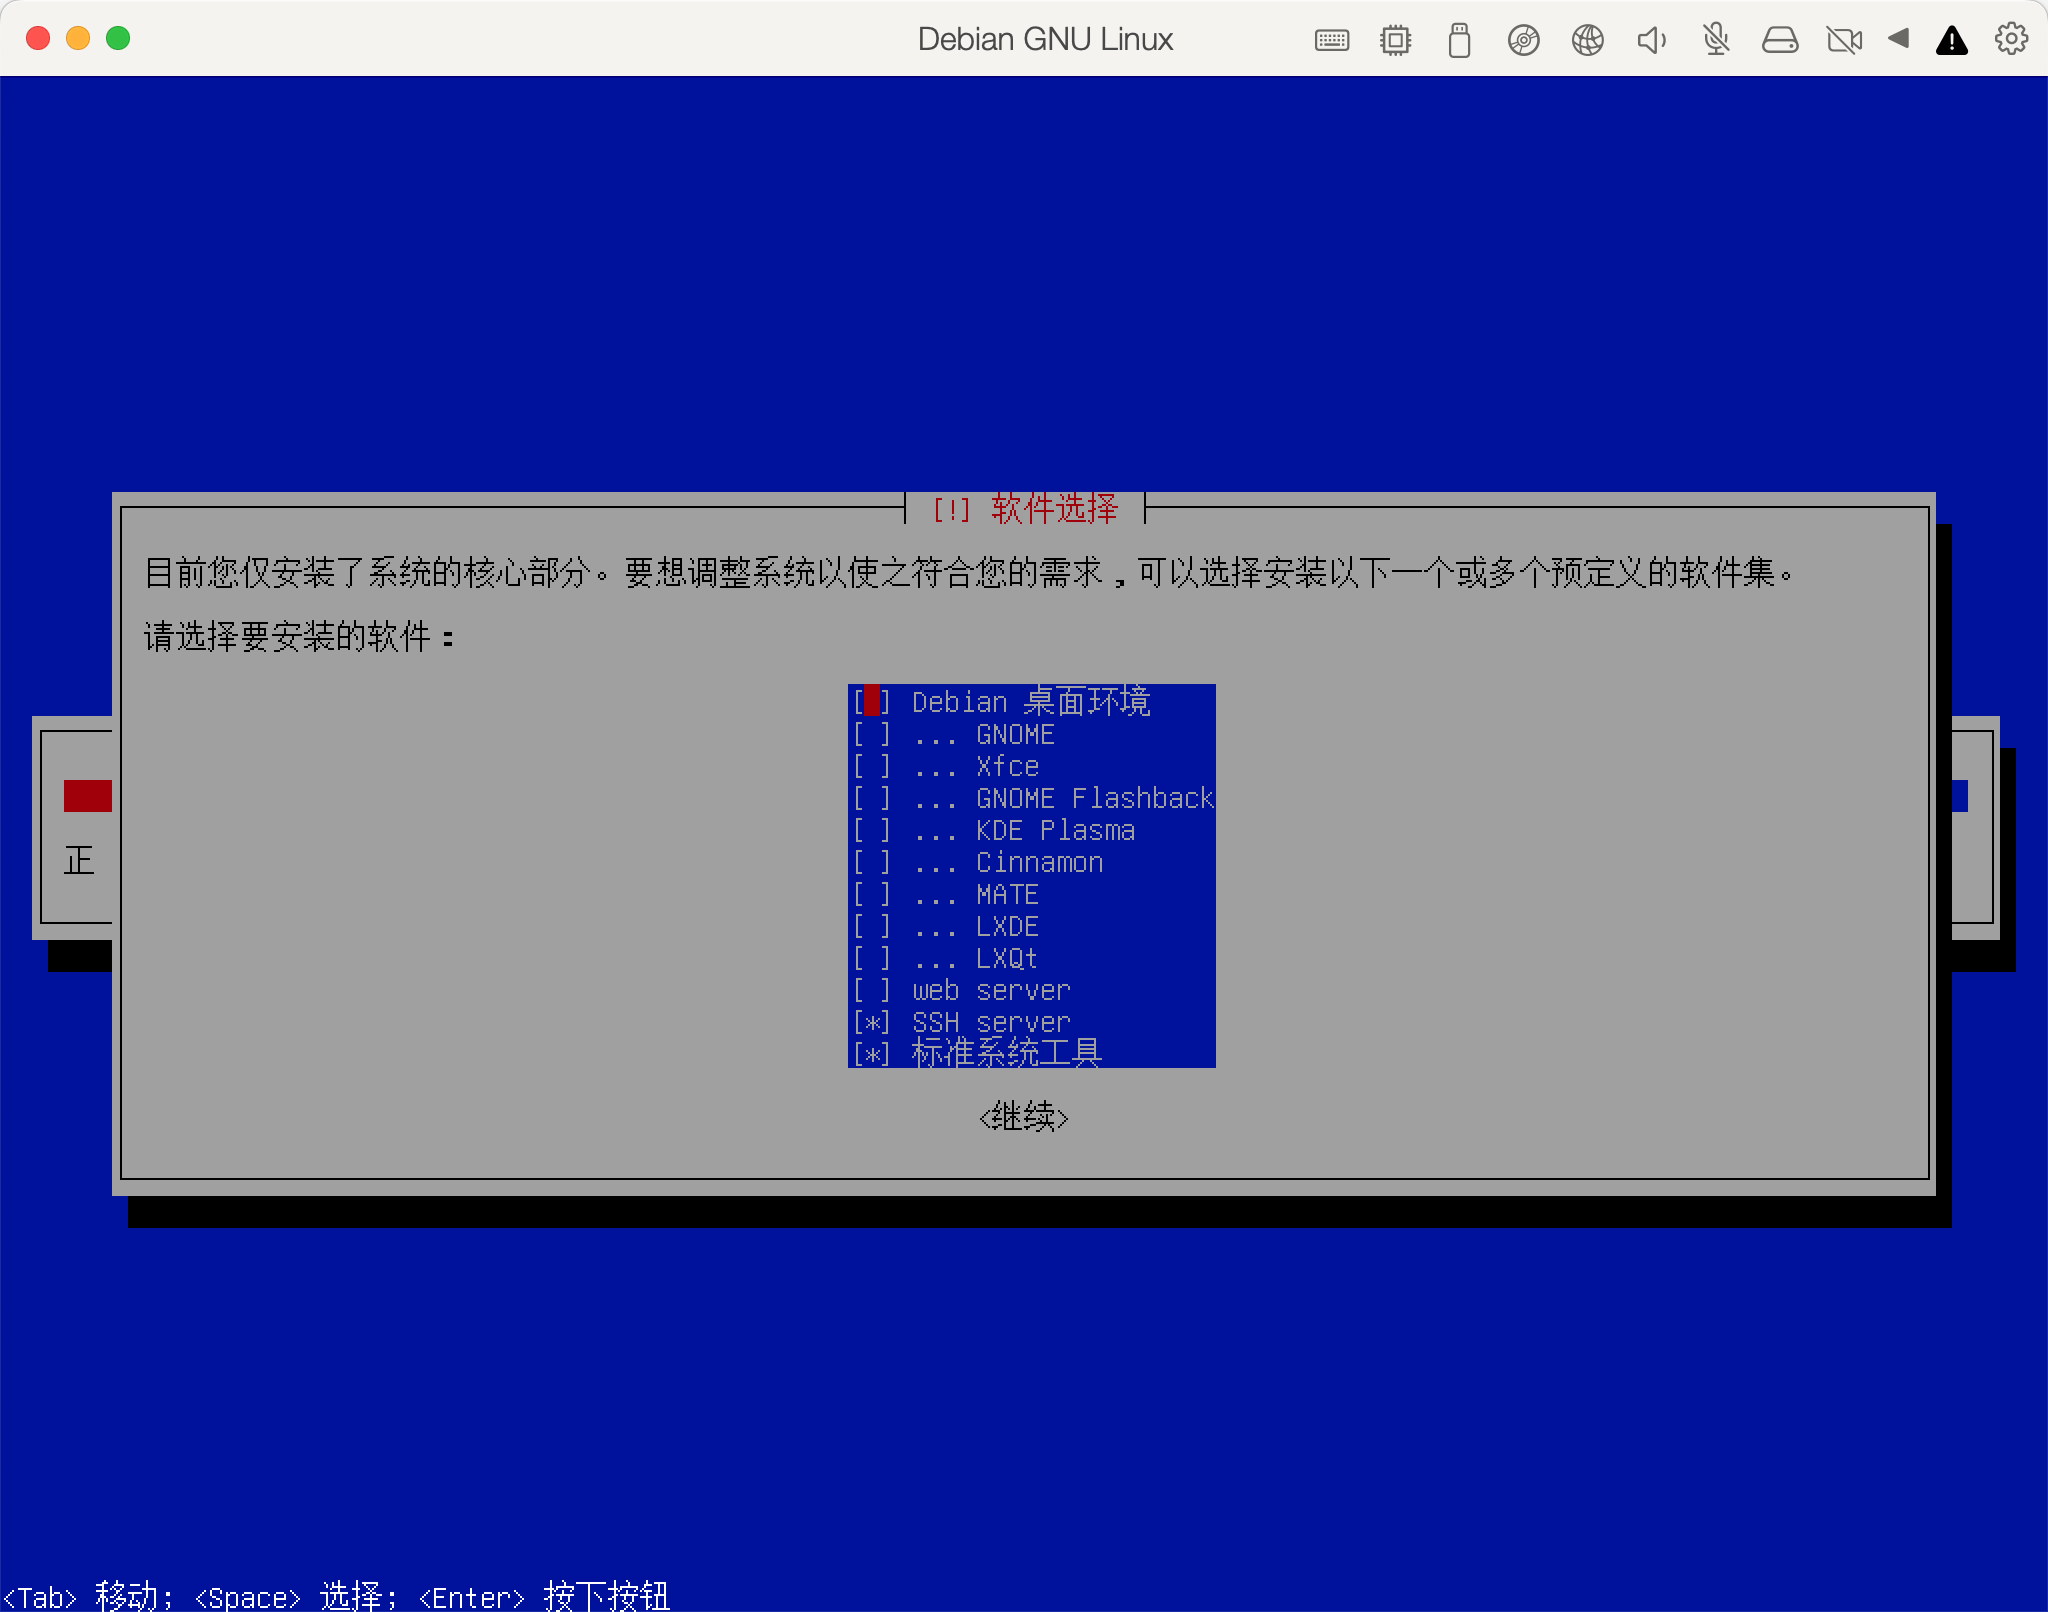 Debian GNU Linux
[!] 软件选择
目前您仅安装了系统的核心部分。要想调整系统以使之符合您的需求，可以选择安装以下一个或多个预定义的软件集。
请选择要安装的软件：
[ ] Debian 桌面环境
[ ] ... GNOME
[ ] ... Xfce
[ ] ... GNOME Flashback
[ ] ... KDE Plasma
[ ] ... Cinnamon
[ ] ... MATE
[ ] ... LXDE
[ ] ... LXQt
[ ] web server
[*] SSH server
[*] 标准系统工具
<继续>
正
<Tab> 移动; <Space> 选择; <Enter> 按下按钮